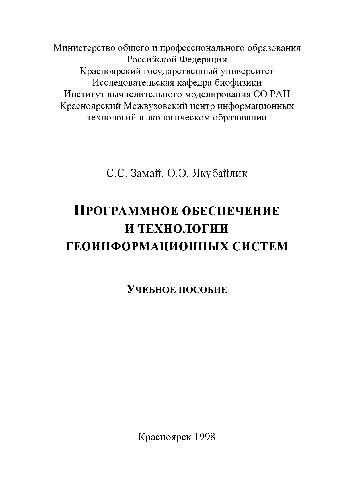 Министерство общего и профессионального образования
Российской Федерации
Красноярский государственный университет
Исследовательская кафедра биофизики
Институт вычислительного моделирования СО РАН
Красноярский Межвузовский центр информационных
технологий в экологическом образовании
С.С. Замай, О.Э. Якубайлик
ПРОГРАММНОЕ ОБЕСПЕЧЕНИЕ
И ТЕХНОЛОГИИ
ГЕОИНФОРМАЦИОННЫХ СИСТЕМ
УЧЕБНОЕ ПОСОБИЕ
Красноярск 1998